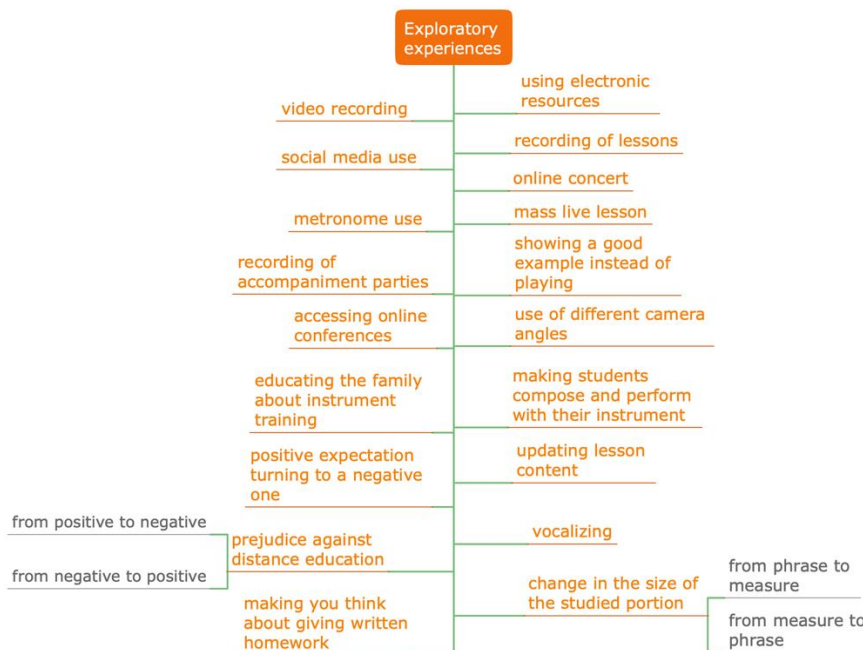 Exploratory
experiences
video recording
using electronic
resources
social media use
recording of lessons
online concert
metronome use
mass live lesson
recording of
accompaniment parties
showing a good
example instead of
playing
accessing online
conferences
use of different camera
angles
educating the family
about instrument
training
making students
compose and perform
with their instrument
positive expectation
turning to a negative
one
updating lesson
content
from positive to negative
from negative to positive
prejudice against
distance education
vocalizing
making you think
about giving written
homework
change in the size of
the studied portion
from phrase to
measure
from measure to
phrase